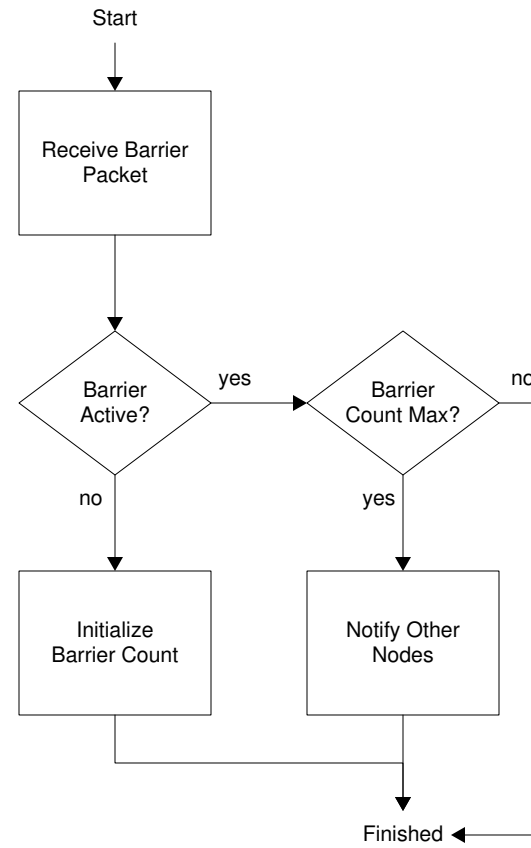 Start
Receive Barrier
Packet
Barrier
Active?
yes
Barrier
Count Max?
no
no
yes
Initialize
Barrier Count
Notify Other
Nodes
Finished